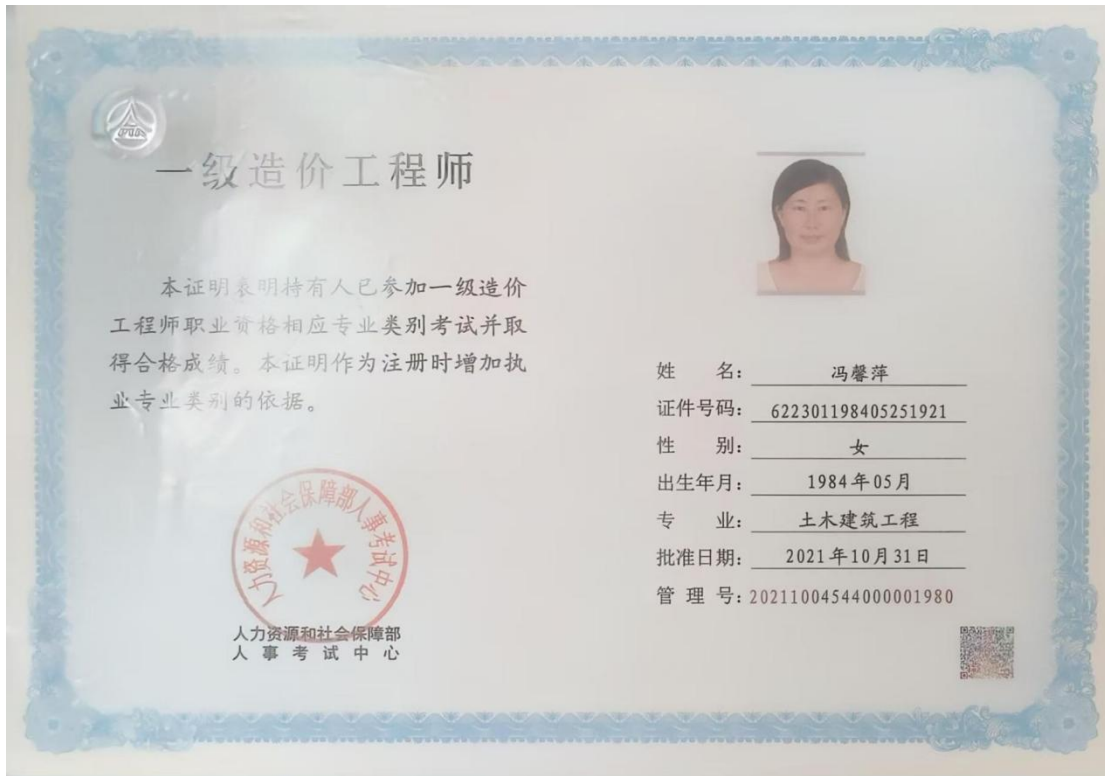 一级造价工程师
本证明表明持有人已参加一级造价
工程师职业资格相应专业类别考试并取
得合格成绩。本证明作为注册时增加执
业专业类别的依据。
人力资源和社会保障部人事考试中心
人力资源和社会保障部
人事考试中心
姓名：冯馨萍
证件号码：622301198405251921
性别：女
出生年月：1984年05月
专业：土木建筑工程
批准日期：2021年10月31日
管理号：20211004544000001980